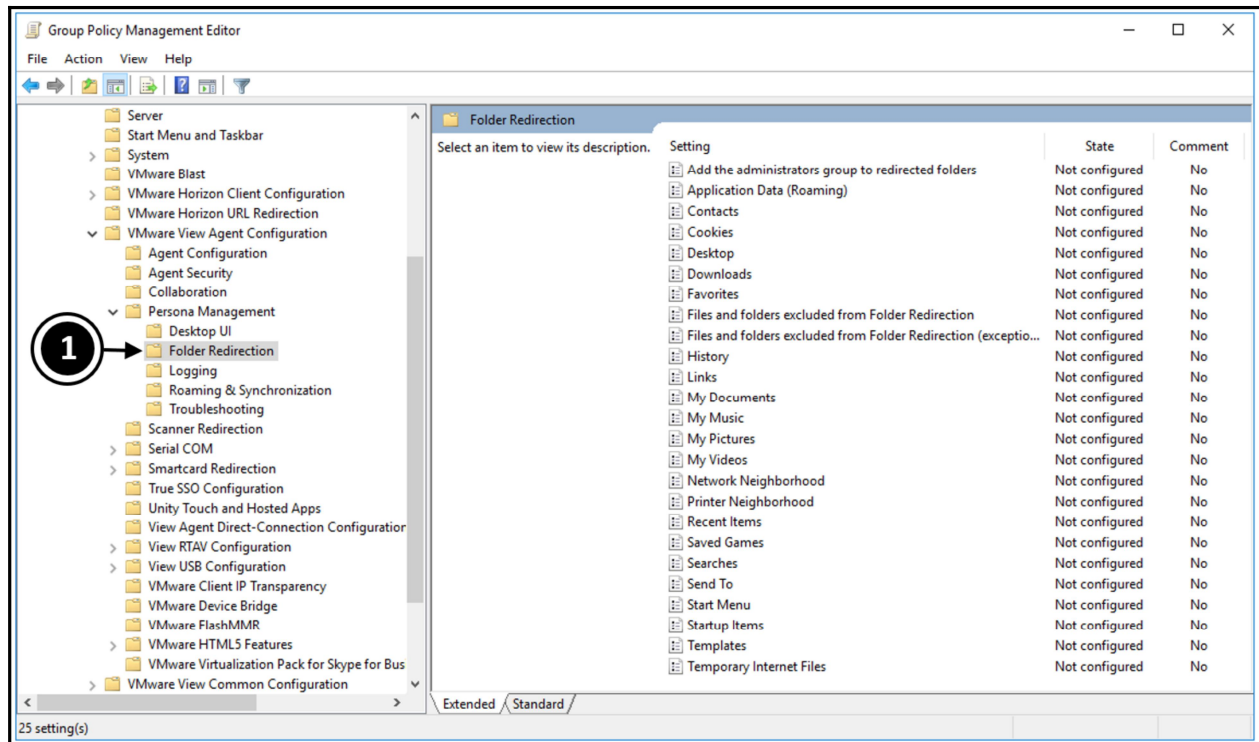 Group Policy Management Editor
File Action View Help
Server
Start Menu and Taskbar
System
VMware Blast
VMware Horizon Client Configuration
VMware Horizon URL Redirection
VMware View Agent Configuration
Agent Configuration
Agent Security
Collaboration
Persona Management
Desktop UI
1
Folder Redirection
Logging
Roaming & Synchronization
Troubleshooting
Scanner Redirection
Serial COM
Smartcard Redirection
True SSO Configuration
Unity Touch and Hosted Apps
View Agent Direct-Connection Configuration
View RTAV Configuration
View USB Configuration
VMware Client IP Transparency
VMware Device Bridge
VMware FlashMMR
VMware HTML5 Features
VMware Virtualization Pack for Skype for Bus
VMware View Common Configuration
Folder Redirection
Select an item to view its description.
Setting State Comment
Add the administrators group to redirected folders Not configured No
Application Data (Roaming) Not configured No
Contacts Not configured No
Cookies Not configured No
Desktop Not configured No
Downloads Not configured No
Favorites Not configured No
Files and folders excluded from Folder Redirection Not configured No
Files and folders excluded from Folder Redirection (exceptio... Not configured No
History Not configured No
Links Not configured No
My Documents Not configured No
My Music Not configured No
My Pictures Not configured No
My Videos Not configured No
Network Neighborhood Not configured No
Printer Neighborhood Not configured No
Recent Items Not configured No
Saved Games Not configured No
Searches Not configured No
Send To Not configured No
Start Menu Not configured No
Startup Items Not configured No
Templates Not configured No
Temporary Internet Files Not configured No
Extended Standard
25 setting(s)